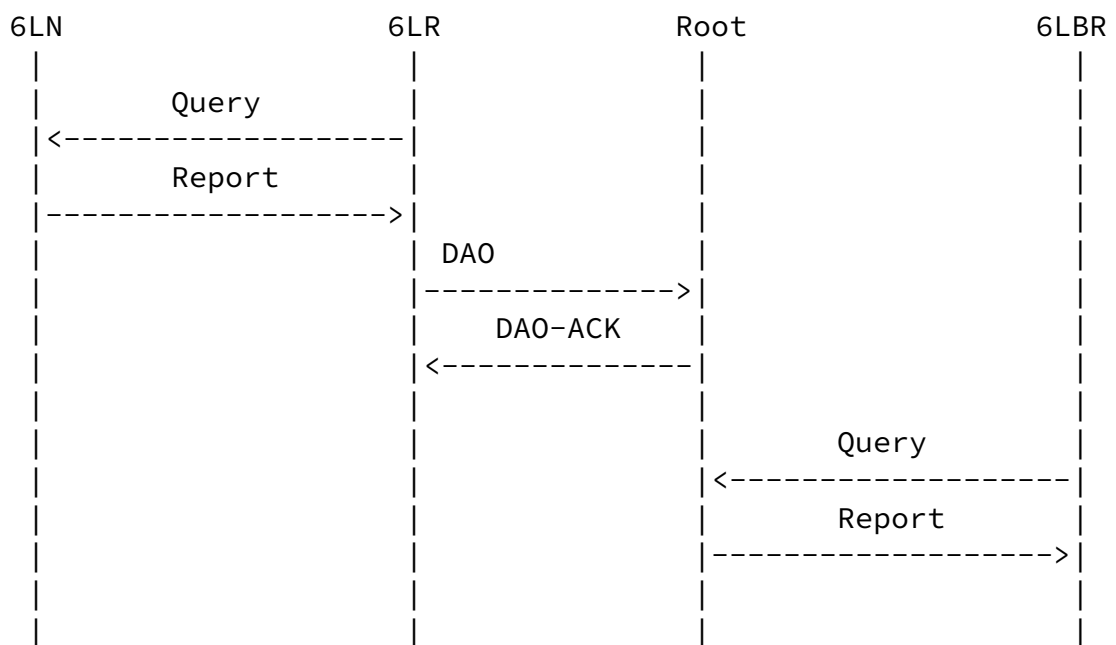 6LN 6LR Root 6LBR
Query
Report
DAO
DAO-ACK
Query
Report